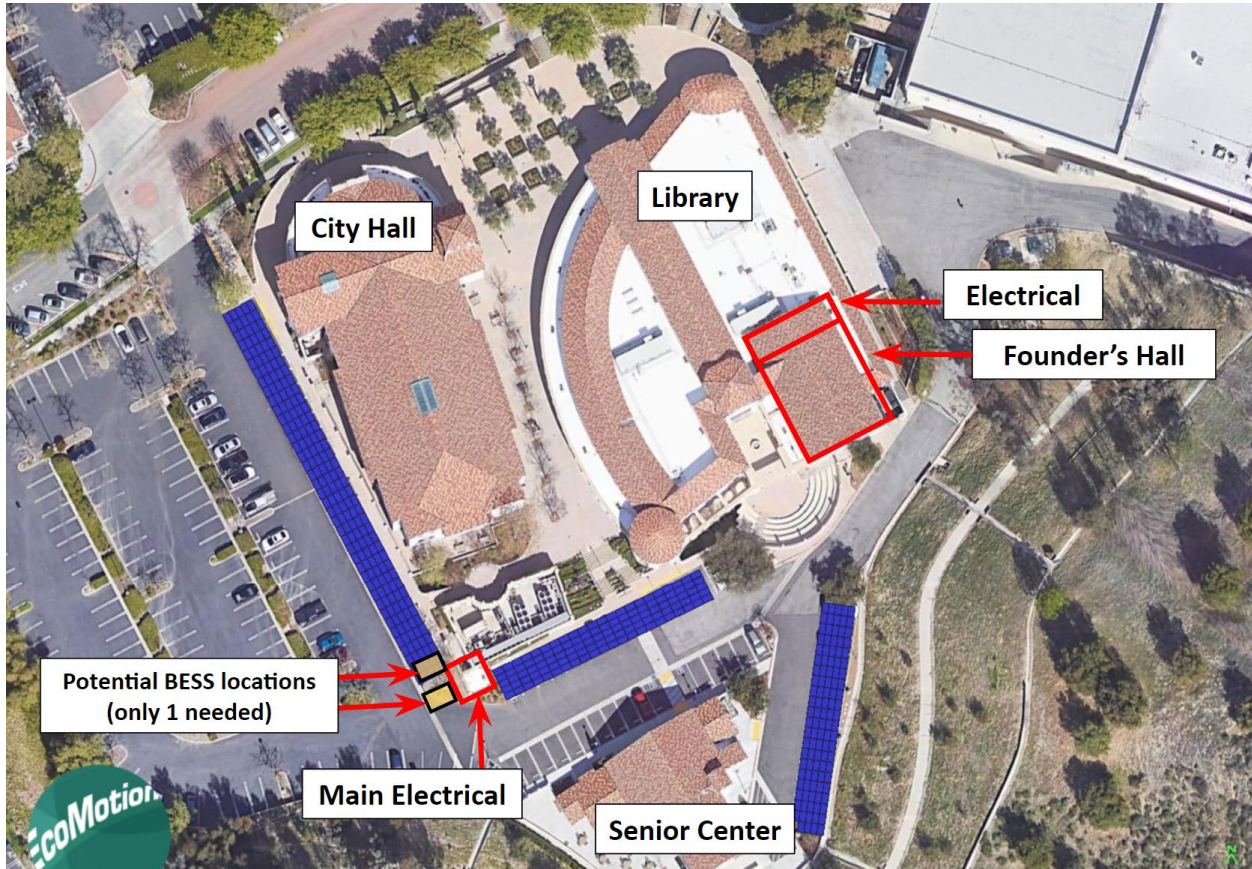 City Hall
Library
Electrical
Founder's Hall
Potential BESS locations
(only 1 needed)
Main Electrical
Senior Center
EcoMotion